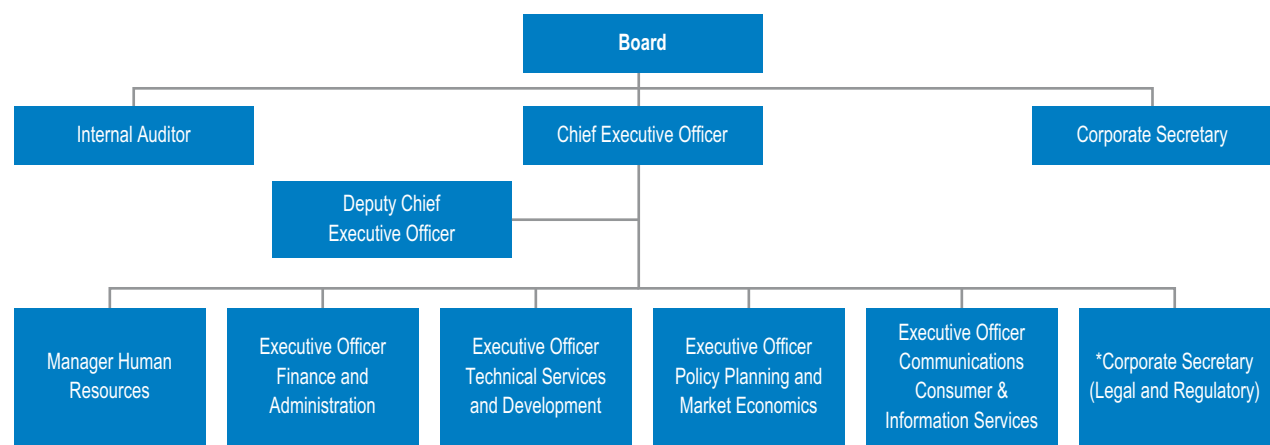 Board
Internal Auditor
Chief Executive Officer
Corporate Secretary
Deputy Chief
Executive Officer
Manager Human
Resources
Executive Officer
Finance and
Administration
Executive Officer
Technical Services
and Development
Executive Officer
Policy Planning and
Market Economics
Executive Officer
Communications
Consumer &
Information Services
*Corporate Secretary
(Legal and Regulatory)